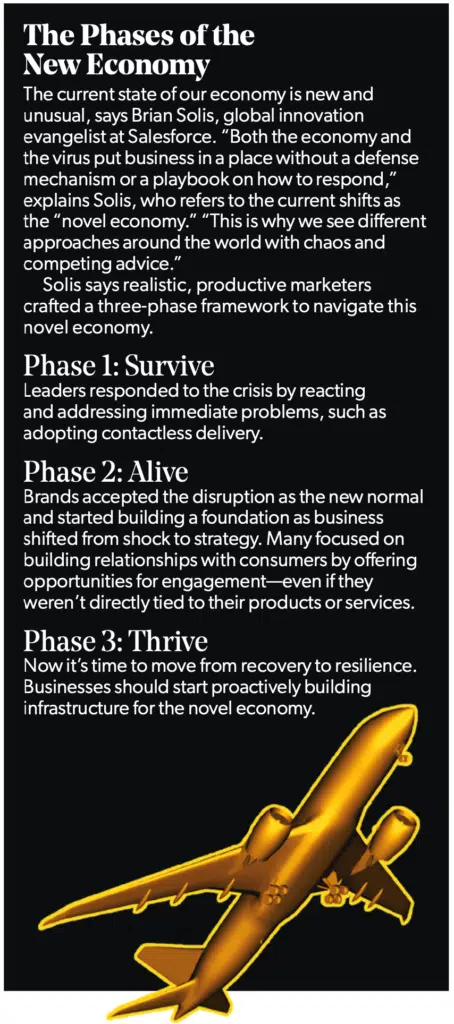 The Phases of the
New Economy
The current state of our economy is new and
unusual, says Brian Solis, global innovation
evangelist at Salesforce. “Both the economy and
the virus put business in a place without a defense
mechanism or a playbook on how to respond,”
explains Solis, who refers to the current shifts as
the “novel economy.” “This is why we see different
approaches around the world with chaos and
competing advice.”
Solis says realistic, productive marketers
crafted a three-phase framework to navigate this
novel economy.
Phase 1: Survive
Leaders responded to the crisis by reacting
and addressing immediate problems, such as
adopting contactless delivery.
Phase 2: Alive
Brands accepted the disruption as the new normal
and started building a foundation as business
shifted from shock to strategy. Many focused on
building relationships with consumers by offering
opportunities for engagement—even if they
weren’t directly tied to their products or services.
Phase 3: Thrive
Now it’s time to move from recovery to resilience.
Businesses should start proactively building
infrastructure for the novel economy.